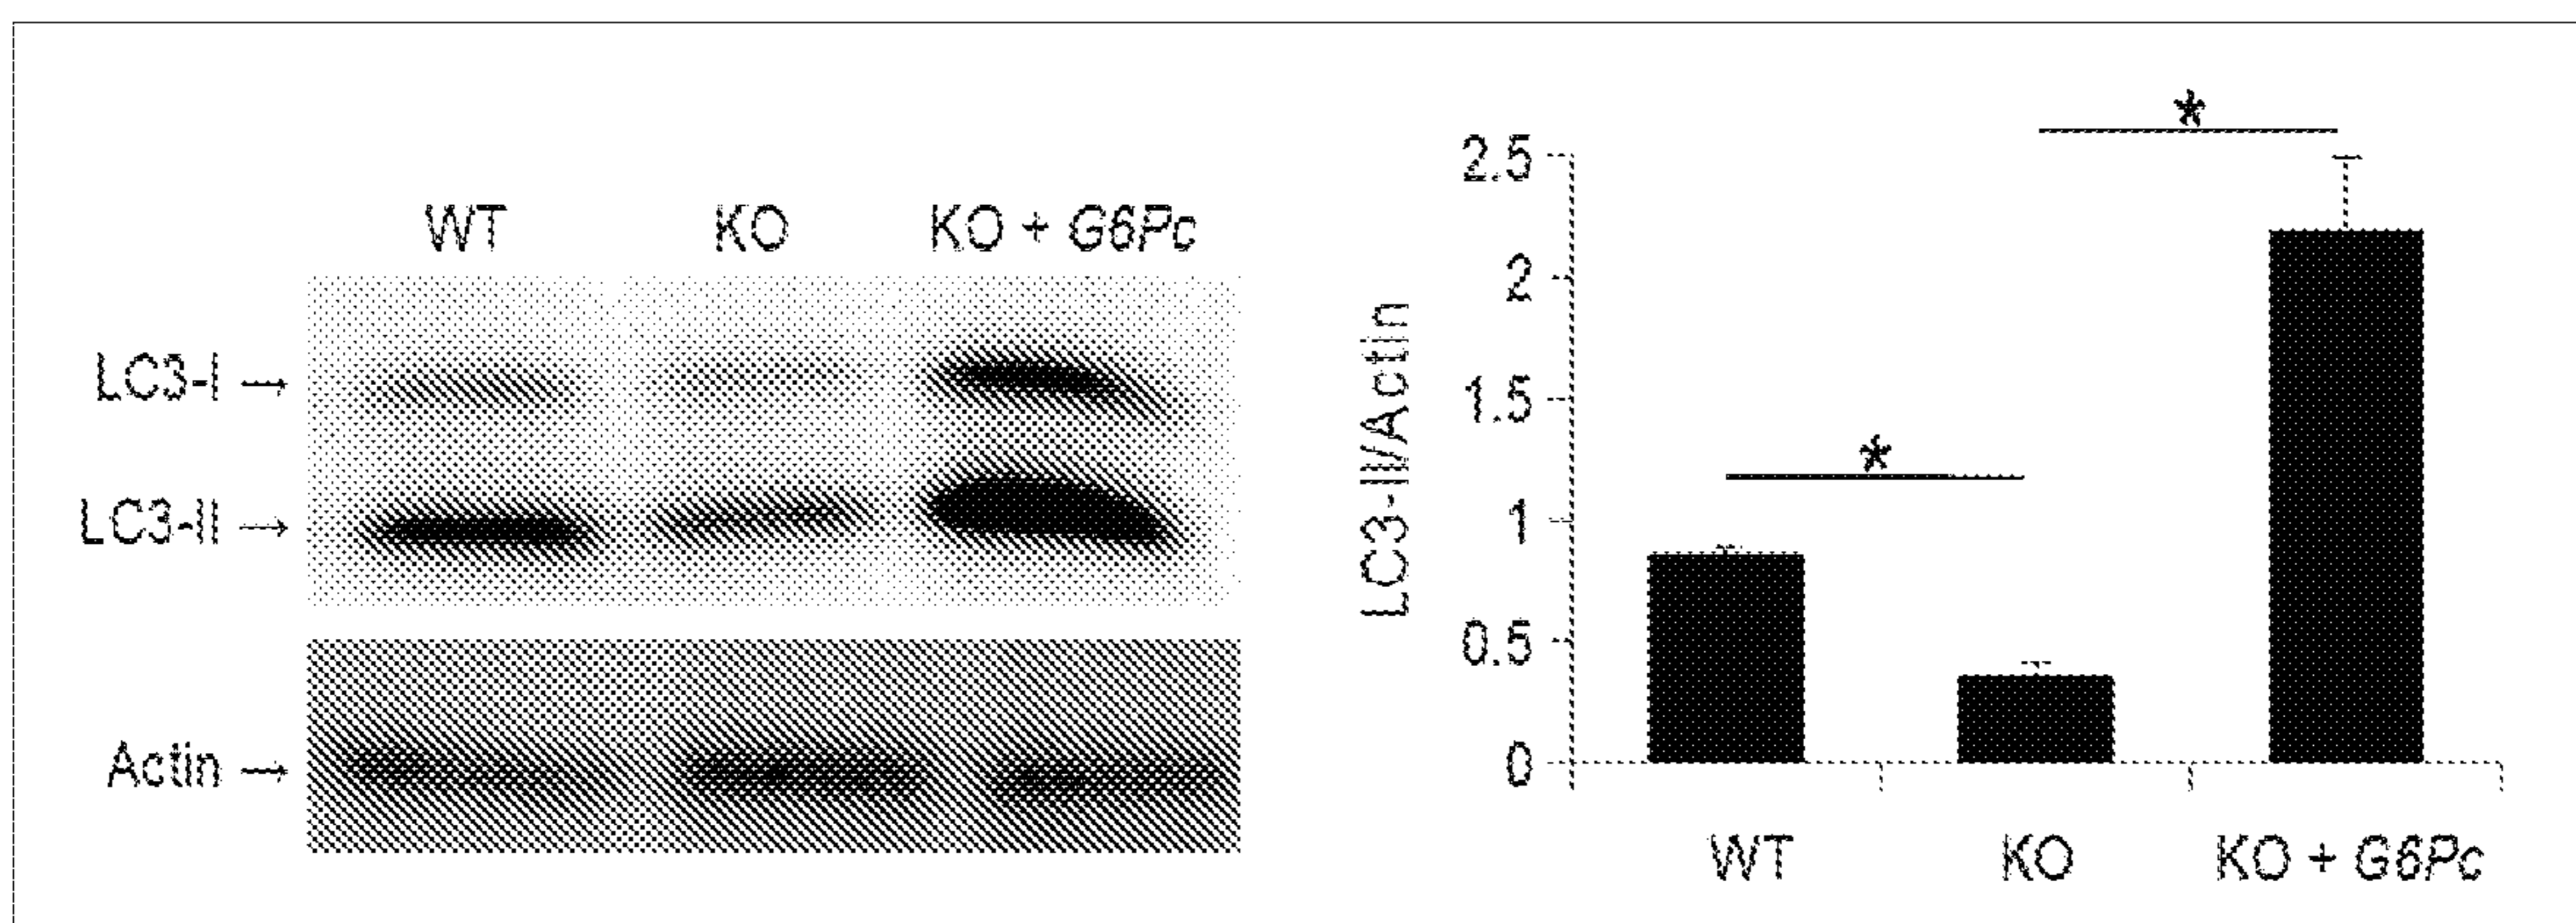 WT KO KO + G6Pc
LC3-I →
LC3-II →
Actin →
LC3-II/Actin
2.5
2
1.5
1
0.5
0
*
*
WT KO KO + G6Pc